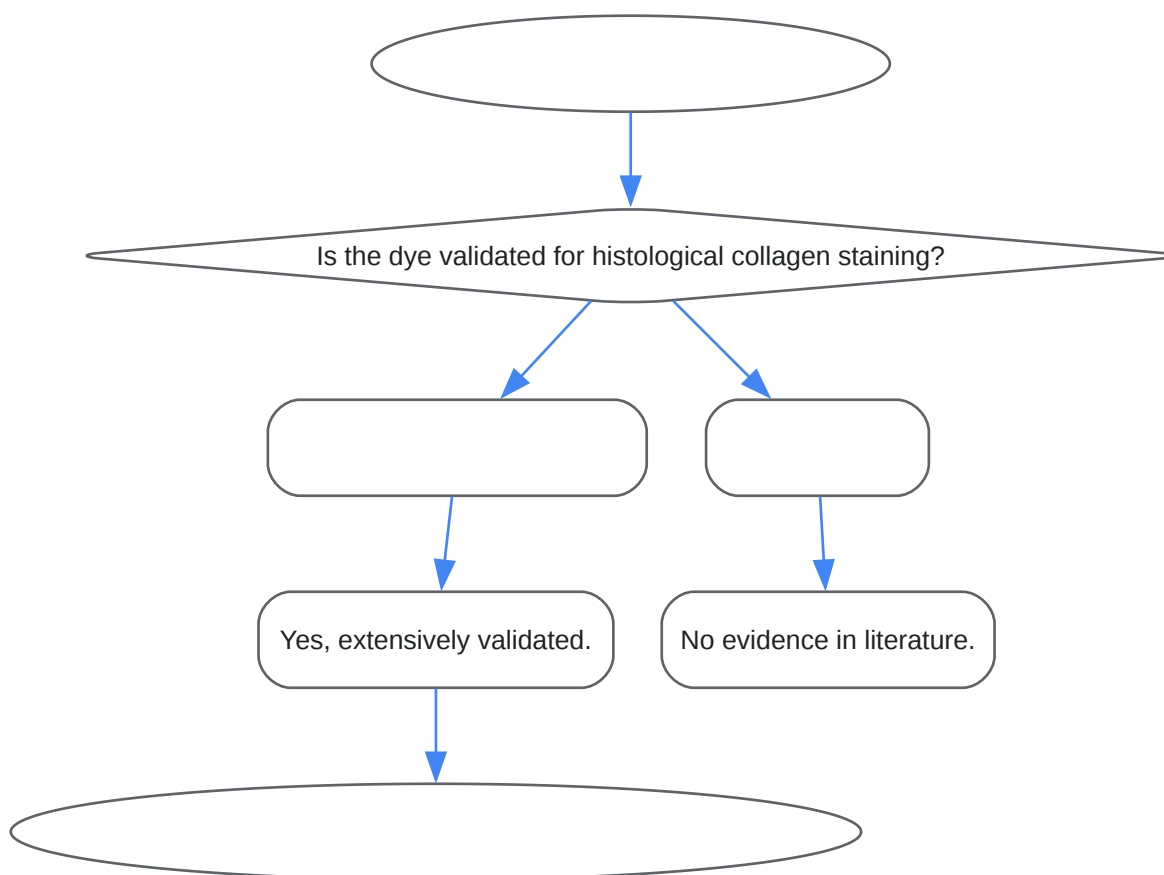 Is the dye validated for histological collagen staining?
Yes, extensively validated.
No evidence in literature.